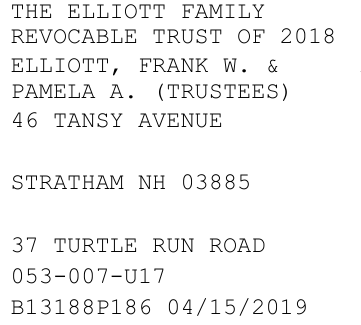 THE ELLIOTT FAMILY
REVOCABLE TRUST OF 2018
ELLIOTT, FRANK W. &
PAMELA A. (TRUSTEES)
46 TANSY AVENUE
STRATHAM NH 03885
37 TURTLE RUN ROAD
053-007-U17
B13188P186 04/15/2019